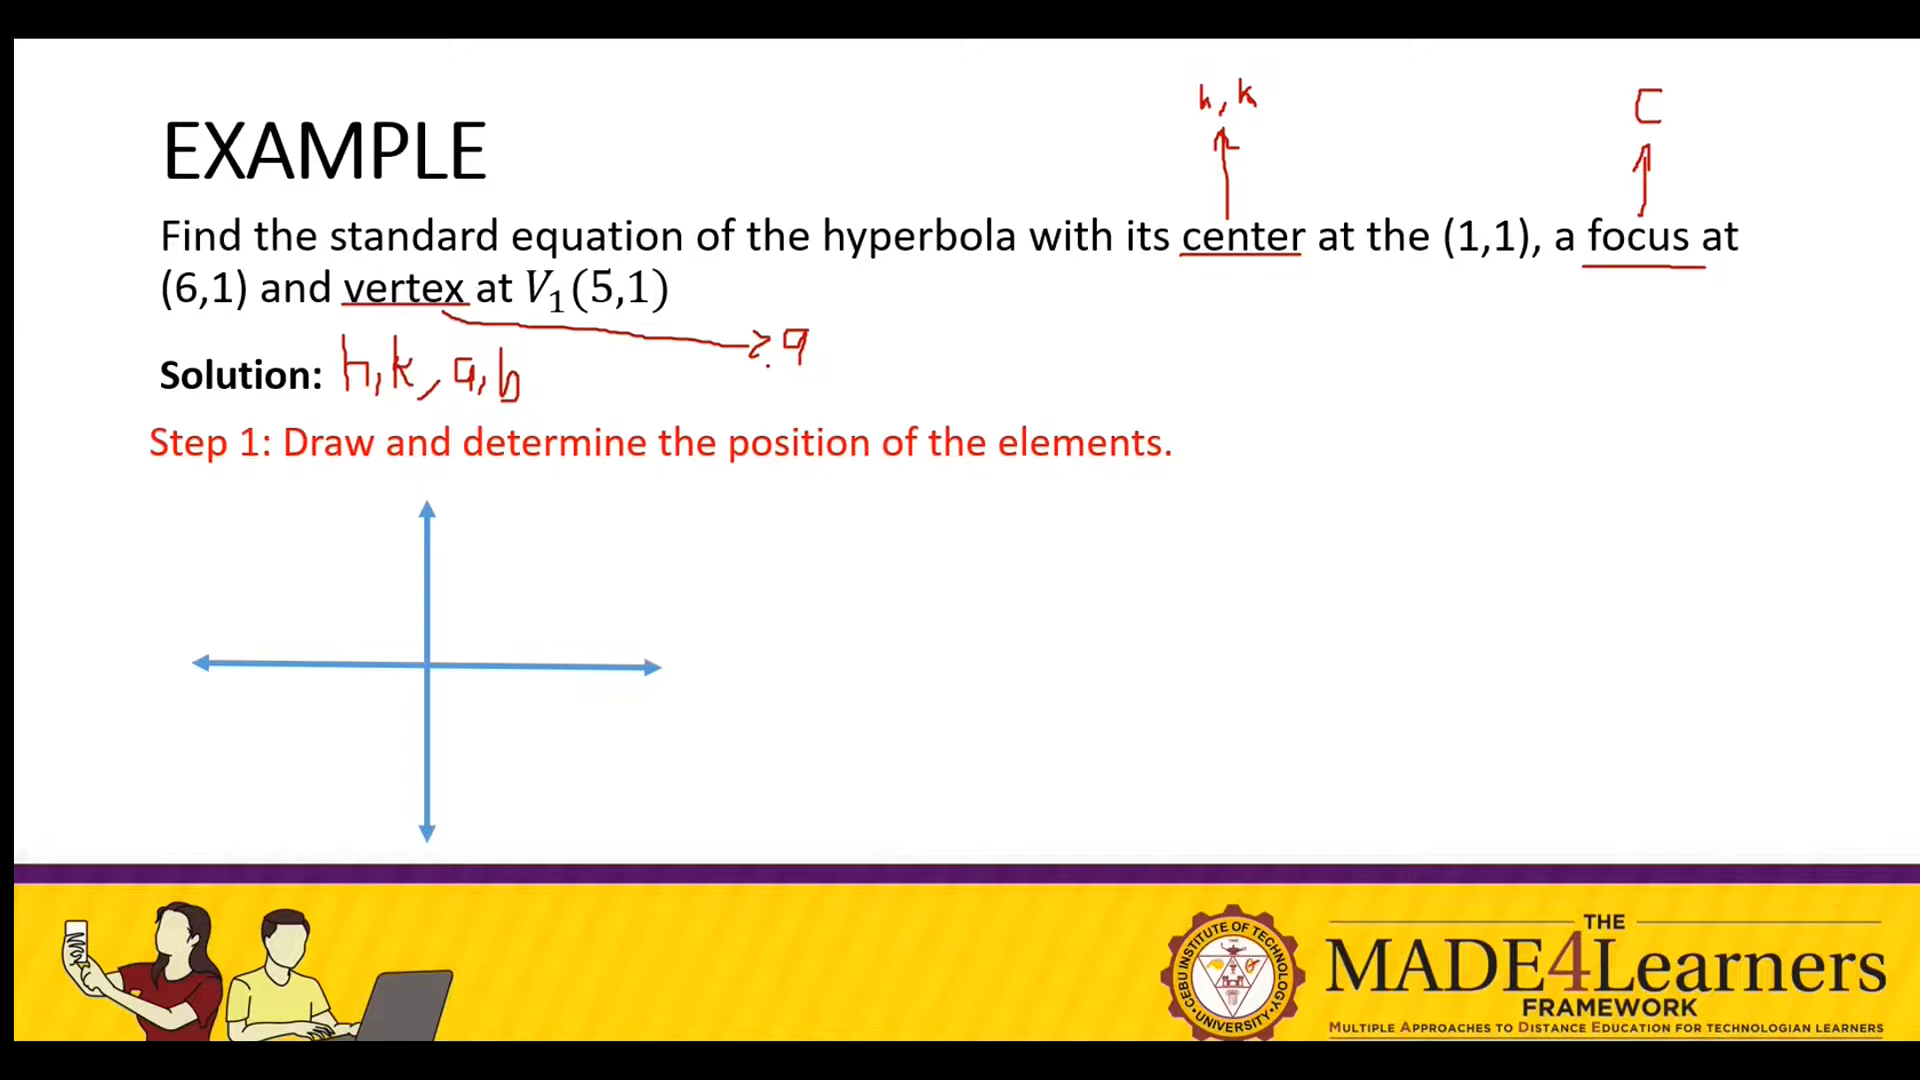 h, k
C
EXAMPLE
Find the standard equation of the hyperbola with its center at the (1,1), a focus at
(6,1) and vertex at V₁(5,1)
a
Solution: h, k, a, b
Step 1: Draw and determine the position of the elements.
CEBU INSTITUTE OF TECHNOLOGY
• UNIVERSITY •
THE
MADE4Learners
FRAMEWORK
MULTIPLE APPROACHES TO DISTANCE EDUCATION FOR TECHNOLOGIAN LEARNERS